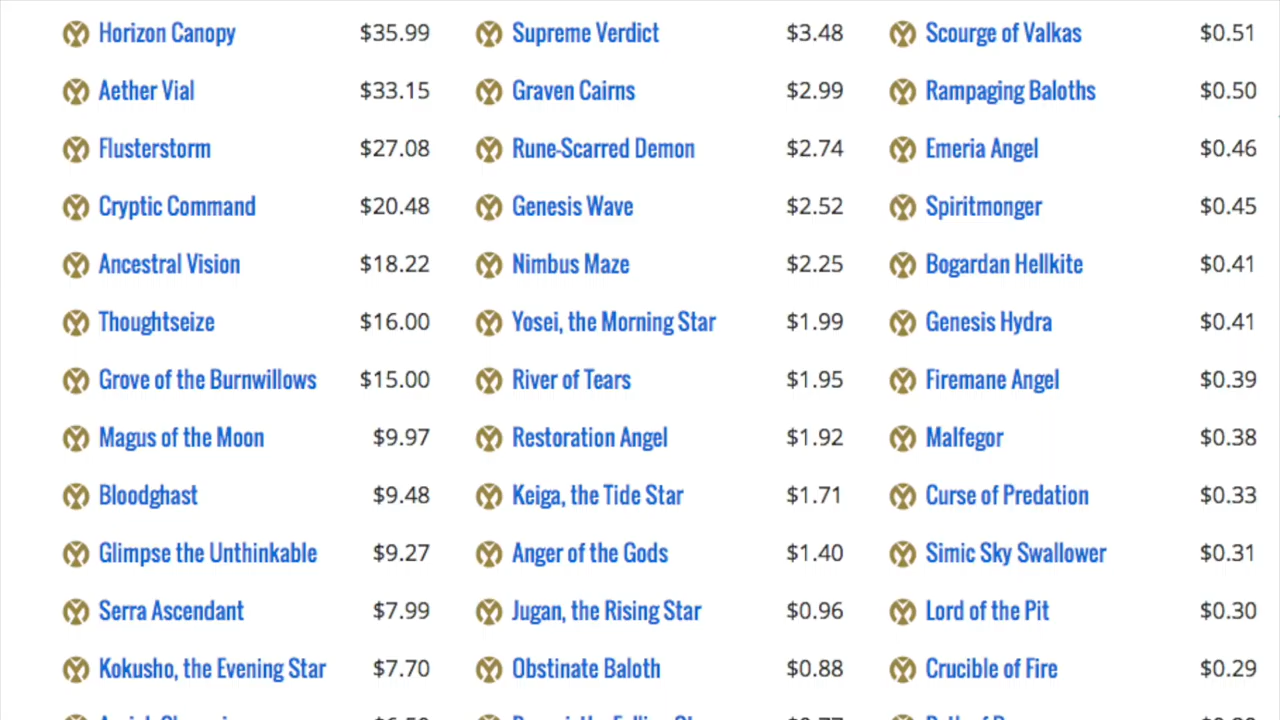 Horizon Canopy $35.99
Aether Vial $33.15
Flusterstorm $27.08
Cryptic Command $20.48
Ancestral Vision $18.22
Thoughtseize $16.00
Grove of the Burnwillows $15.00
Magus of the Moon $9.97
Bloodghast $9.48
Glimpse the Unthinkable $9.27
Serra Ascendant $7.99
Kokusho, the Evening Star $7.70
Supreme Verdict $3.48
Graven Cairns $2.99
Rune-Scarred Demon $2.74
Genesis Wave $2.52
Nimbus Maze $2.25
Yosei, the Morning Star $1.99
River of Tears $1.95
Restoration Angel $1.92
Keiga, the Tide Star $1.71
Anger of the Gods $1.40
Jugan, the Rising Star $0.96
Obstinate Baloth $0.88
Scourge of Valkas $0.51
Rampaging Baloths $0.50
Emeria Angel $0.46
Spiritmonger $0.45
Bogardan Hellkite $0.41
Genesis Hydra $0.41
Firemane Angel $0.39
Malfegor $0.38
Curse of Predation $0.33
Simic Sky Swallower $0.31
Lord of the Pit $0.30
Crucible of Fire $0.29